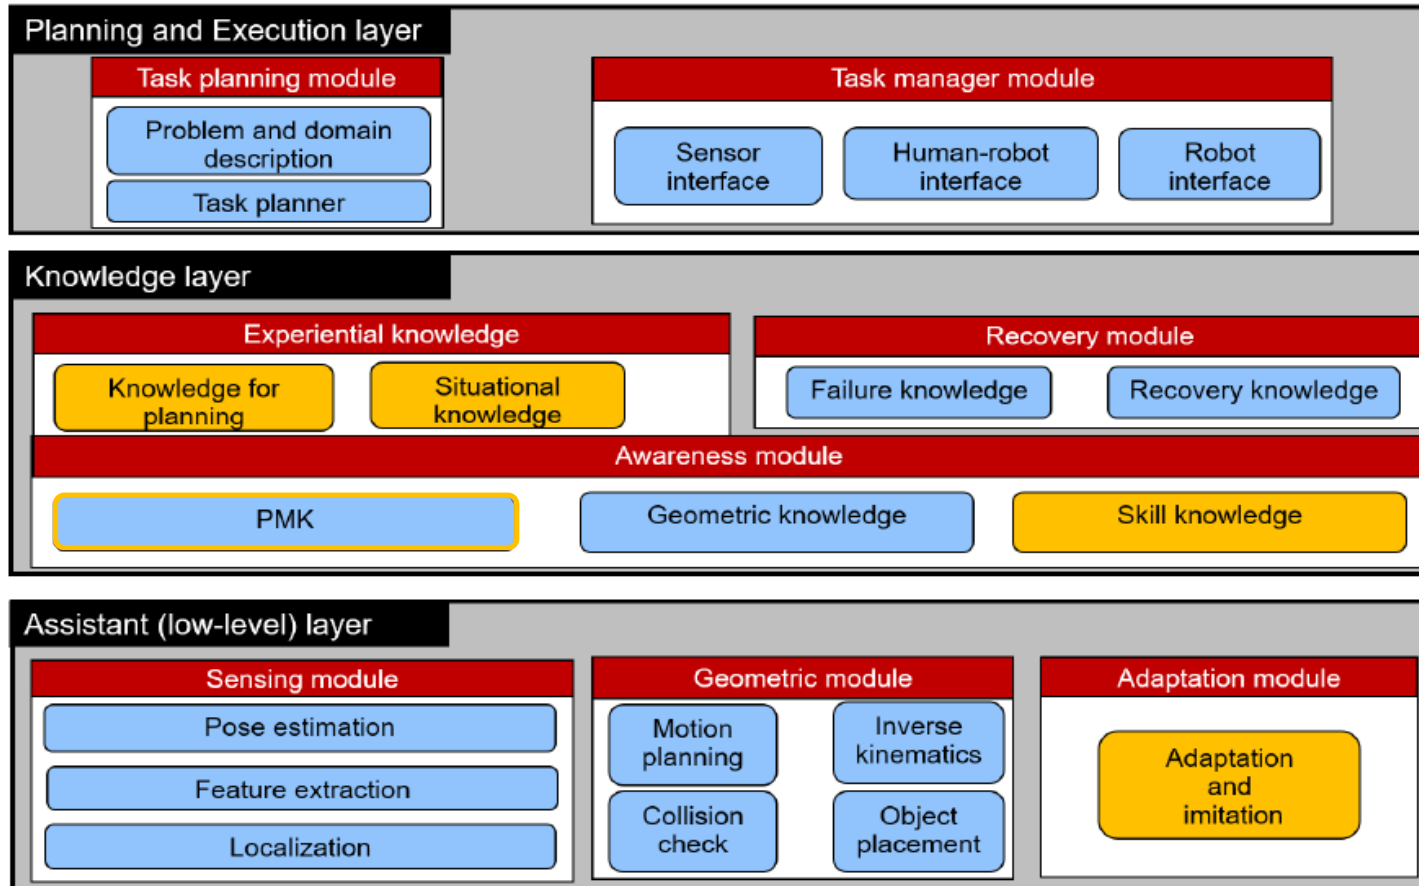 Planning and Execution layer
Task planning module
Problem and domain
description
Task planner
Task manager module
Sensor
interface
Human-robot
interface
Robot
interface
Knowledge layer
Experiential knowledge
Knowledge for
planning
Situational
knowledge
Recovery module
Failure knowledge
Recovery knowledge
Awareness module
PMK
Geometric knowledge
Skill knowledge
Assistant (low-level) layer
Sensing module
Pose estimation
Feature extraction
Localization
Geometric module
Motion
planning
Inverse
kinematics
Collision
check
Object
placement
Adaptation module
Adaptation
and
imitation